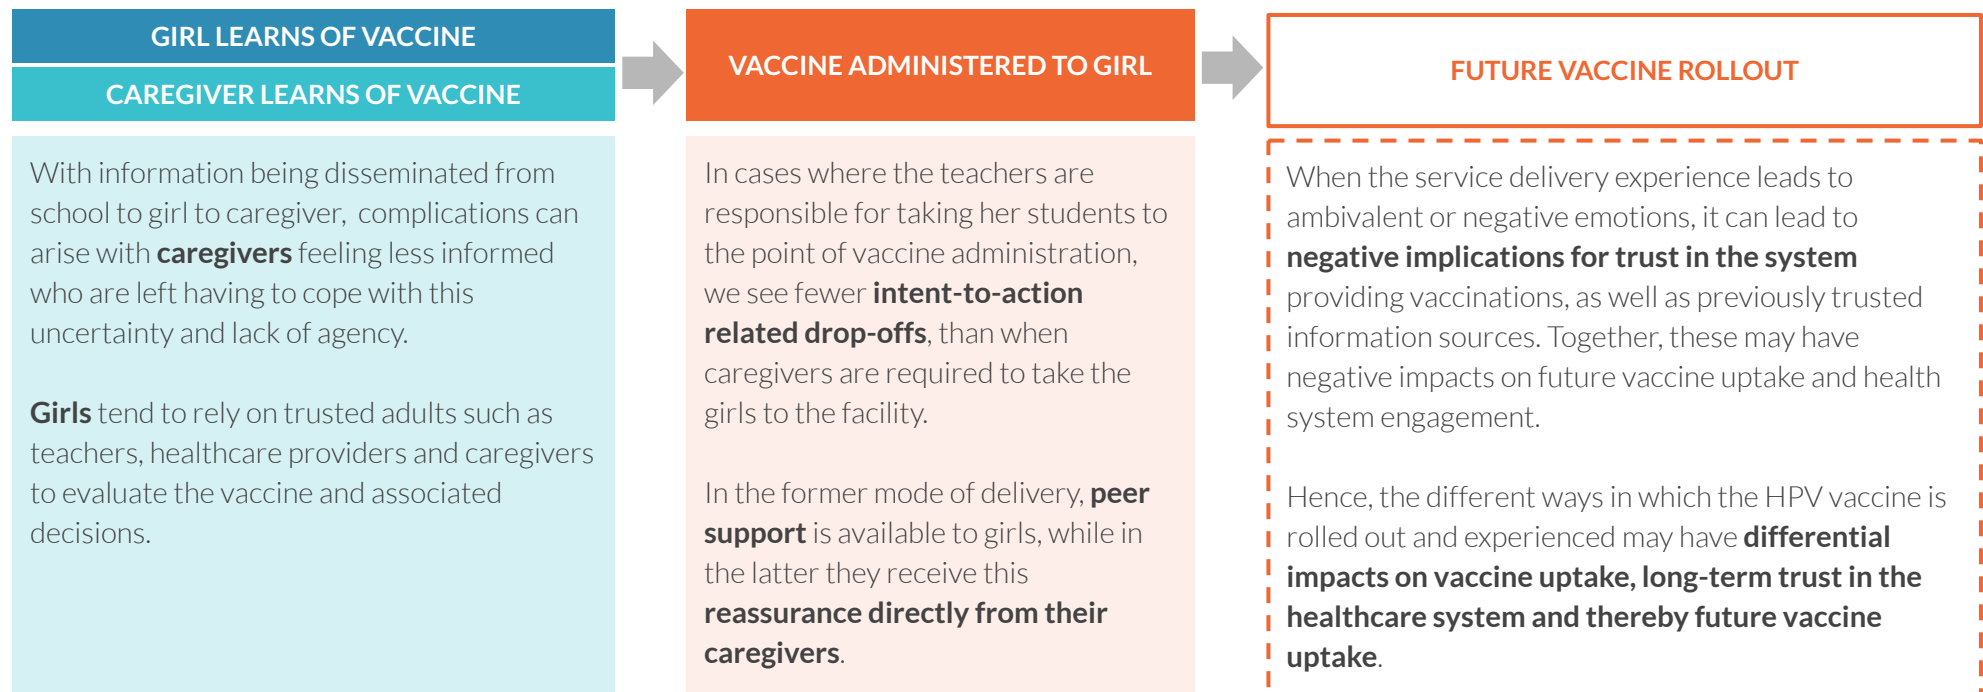 GIRL LEARNS OF VACCINE
CAREGIVER LEARNS OF VACCINE
With information being disseminated from
school to girl to caregiver, complications can
arise with caregivers feeling less informed
who are left having to cope with this
uncertainty and lack of agency.
Girls tend to rely on trusted adults such as
teachers, healthcare providers and caregivers
to evaluate the vaccine and associated
decisions.
VACCINE ADMINISTERED TO GIRL
In cases where the teachers are
responsible for taking her students to
the point of vaccine administration,
we see fewer intent-to-action
related drop-offs, than when
caregivers are required to take the
girls to the facility.
In the former mode of delivery, peer
support is available to girls, while in
the latter they receive this
reassurance directly from their
caregivers.
FUTURE VACCINE ROLLOUT
When the service delivery experience leads to
ambivalent or negative emotions, it can lead to
negative implications for trust in the system
providing vaccinations, as well as previously trusted
information sources. Together, these may have
negative impacts on future vaccine uptake and health
system engagement.
Hence, the different ways in which the HPV vaccine is
rolled out and experienced may have differential
impacts on vaccine uptake, long-term trust in the
healthcare system and thereby future vaccine
uptake.